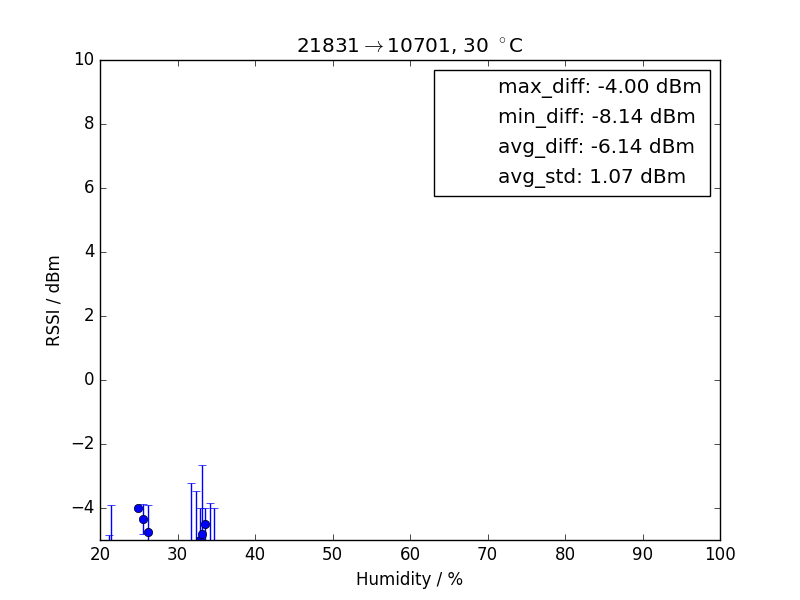 21831→10701, 30 °C
max_diff: -4.00 dBm
min_diff: -8.14 dBm
avg_diff: -6.14 dBm
avg_std: 1.07 dBm
RSSI / dBm
10
8
6
4
2
0
−2
−4
20 30 40 50 60 70 80 90 100
Humidity / %